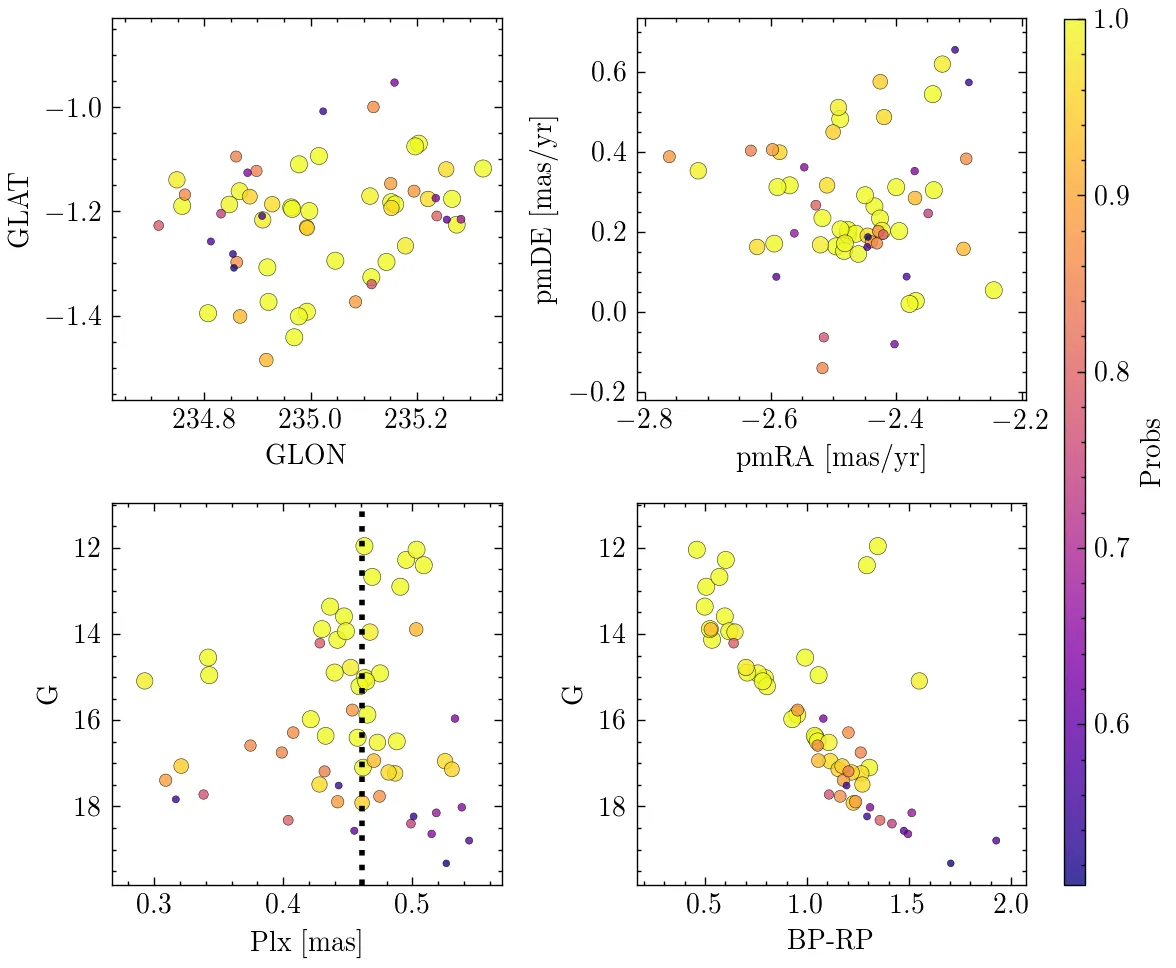 −1.0
−1.2
−1.4
GLAT
234.8 235.0 235.2
GLON
0.6
0.4
0.2
0.0
−0.2
pmDE [mas/yr]
−2.8 −2.6 −2.4 −2.2
pmRA [mas/yr]
12
14
16
18
G
0.3 0.4 0.5
Plx [mas]
12
14
16
18
G
0.5 1.0 1.5 2.0
BP-RP
1.0
0.9
0.8
0.7
0.6
Probs